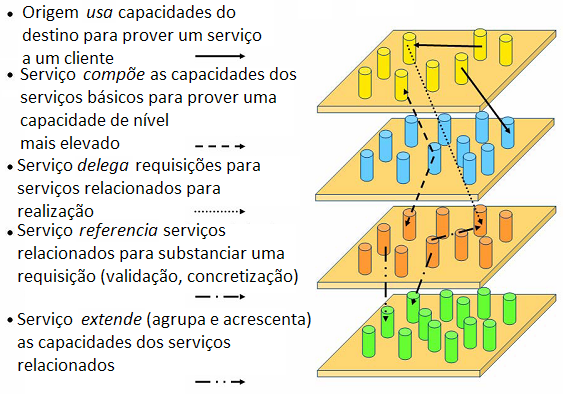 • Origem usa capacidades do
destino para prover um serviço
a um cliente
• Serviço compõe as capacidades dos
serviços básicos para prover uma
capacidade de nível
mais elevado
• Serviço delega requisições para
serviços relacionados para
realização
• Serviço referencia serviços
relacionados para substanciar uma
requisição (validação, concretização)
• Serviço extende (agrupa e acrescenta)
as capacidades dos serviços
relacionados